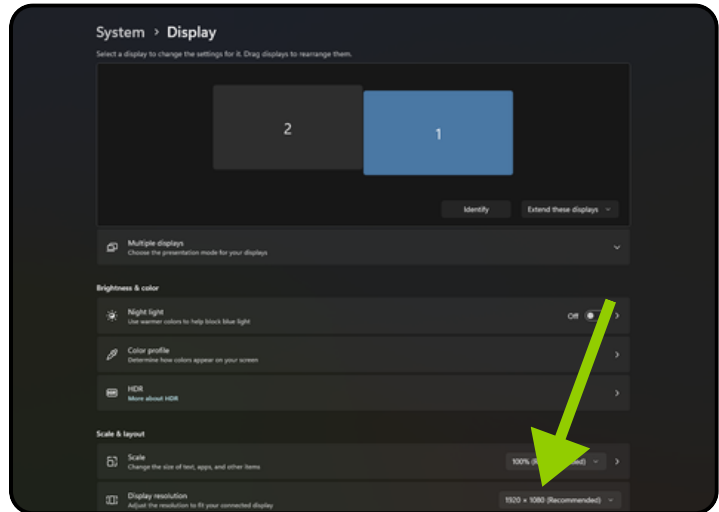 System > Display
Select a display to change the settings for it. Drag displays to rearrange them.
2
1
Identify
Extend these displays
Multiple displays
Choose the presentation mode for your displays
Brightness & color
Night light
Use warmer colors to help block blue light
Off
Color profile
Determine how colors appear on your screen
HDR
HDR
More about HDR
Scale & layout
Scale
Change the size of text, apps, and other items
100%
Display resolution
Adjust the resolution to fit your connected display
1920 × 1080 (Recommended)